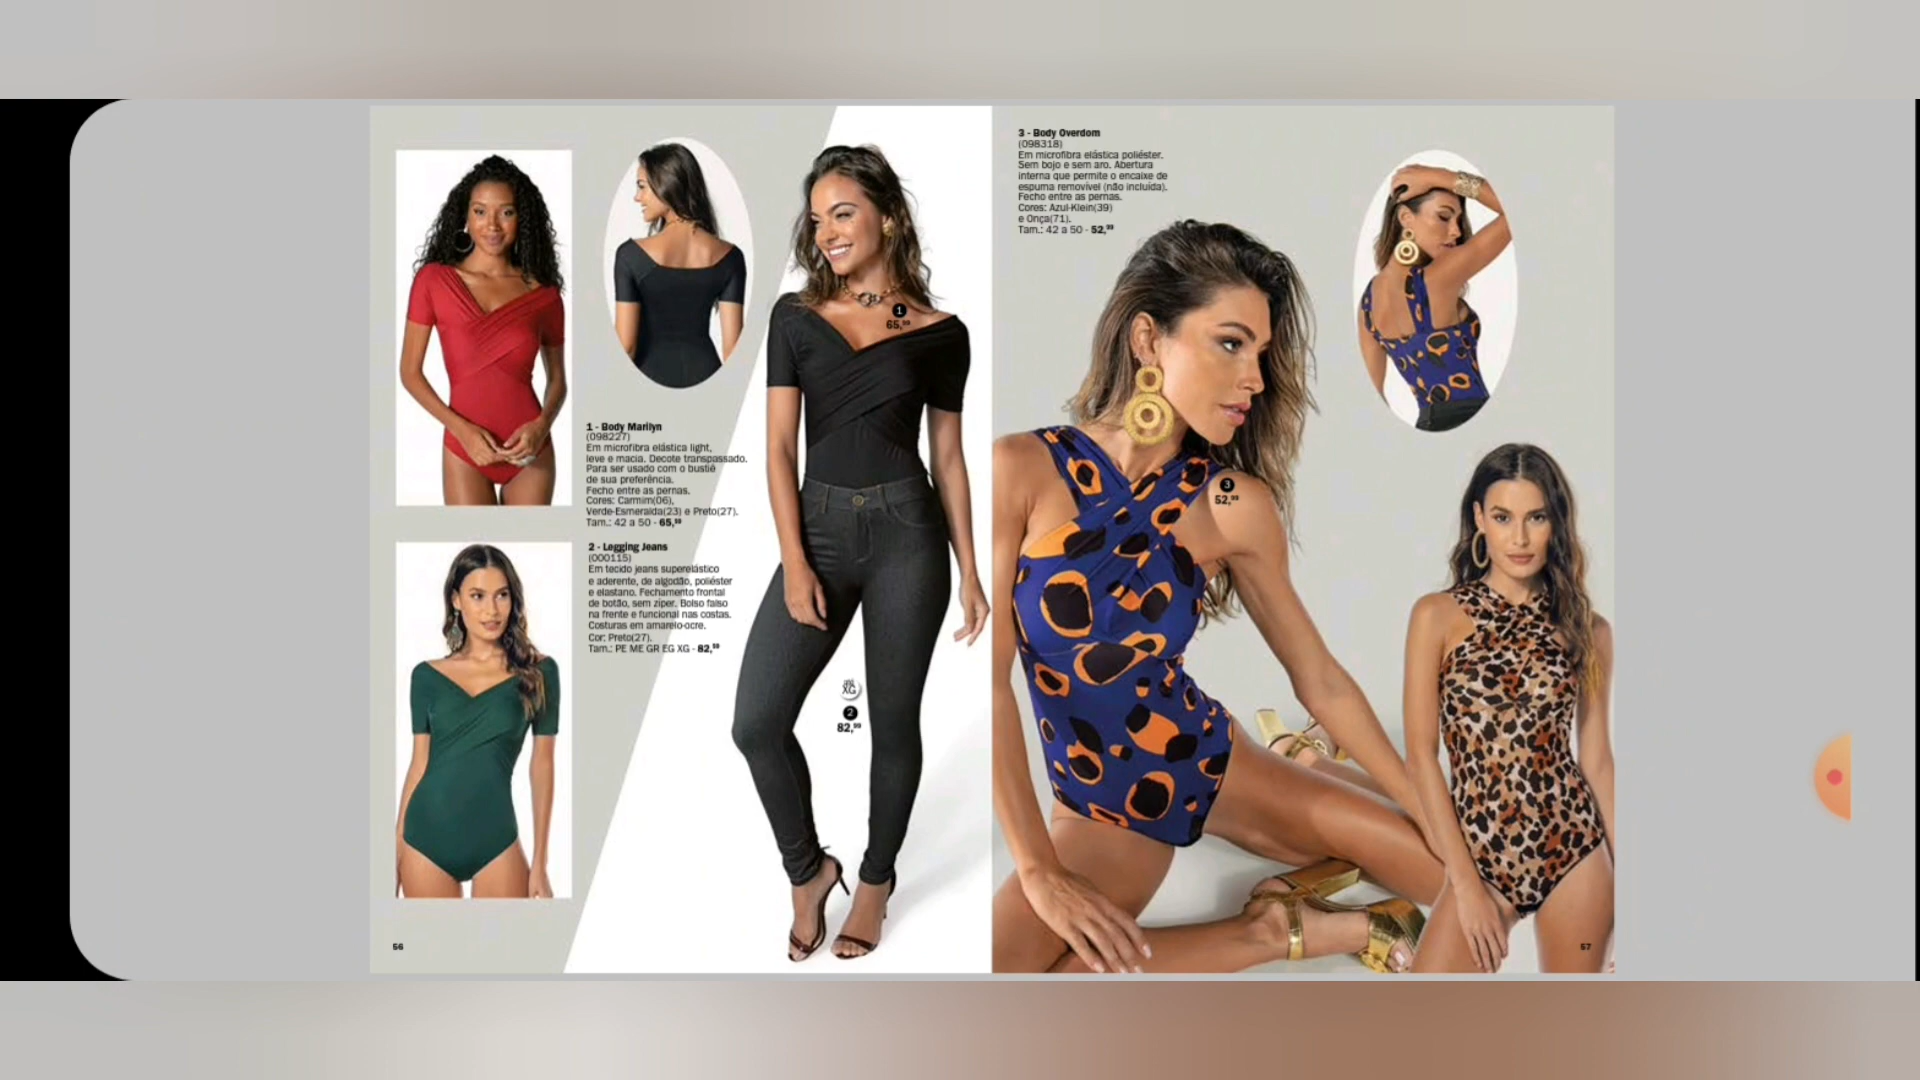 1
65,99
1 - Body Marilyn
(098227)
Em microfibra elástica light,
leve e macia. Decote transpassado.
Para ser usado com o bustiê
de sua preferência.
Fecho entre as pernas.
Cores: Carmim(06),
Verde-Esmeralda(23) e Preto(27).
Tam.: 42 a 50 - 65,99
2 - Legging Jeans
(000115)
Em tecido jeans superelástico
e aderente, de algodão, poliéster
e elastano. Fechamento frontal
de botão, sem zíper. Bolso falso
na frente e funcional nas costas.
Costuras em amarelo-ocre.
Cor: Preto(27).
Tam.: PE ME GR EG XG - 82,99
XG
2
82,99
56
3 - Body Overdom
(098318)
Em microfibra elástica poliéster.
Sem bojo e sem aro. Abertura
interna que permite o encaixe de
espuma removível (não incluída).
Fecho entre as pernas.
Cores: Azul-Klein(39)
e Onça(71).
Tam.: 42 a 50 - 52,99
3
52,99
57